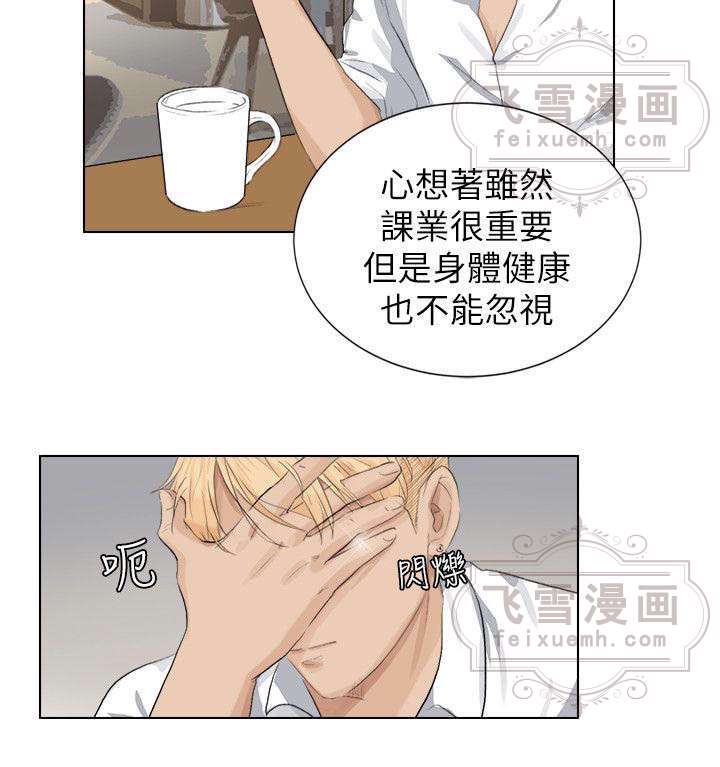 飞雪漫画
feixuemh.com
心想著雖然
課業很重要
但是身體健康
也不能忽視
呃
閃爍
飞雪漫画
feixuemh.com